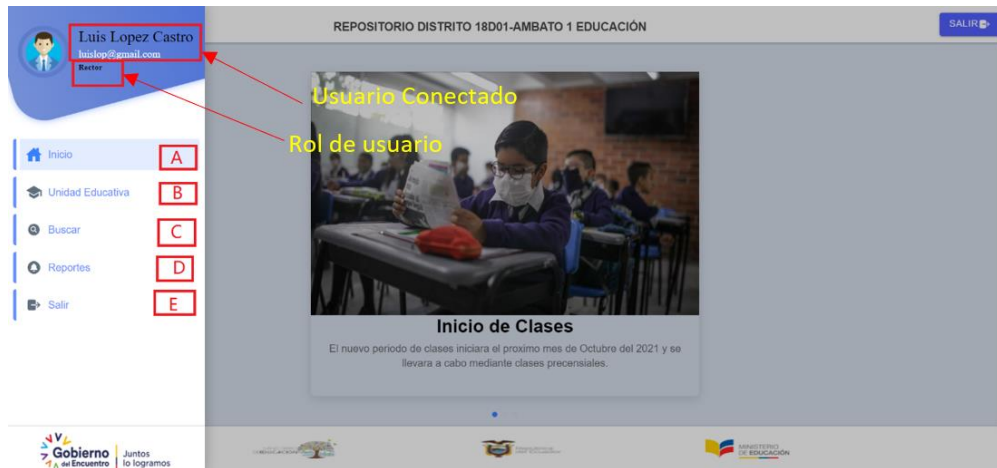 Luis Lopez Castro
luislop@gmail.com
Rector
REPOSITORIO DISTRITO 18D01-AMBATO 1 EDUCACIÓN
SALIR
Usuario Conectado
Rol de usuario
Inicio
A
Unidad Educativa
B
Buscar
C
Reportes
D
Salir
E
Inicio de Clases
El nuevo periodo de clases iniciara el proximo mes de Octubre del 2021 y se
llevara a cabo mediante clases precensiales.
Gobierno
del Encuentro
Juntos
lo logramos
MINISTERIO
DE EDUCACIÓN